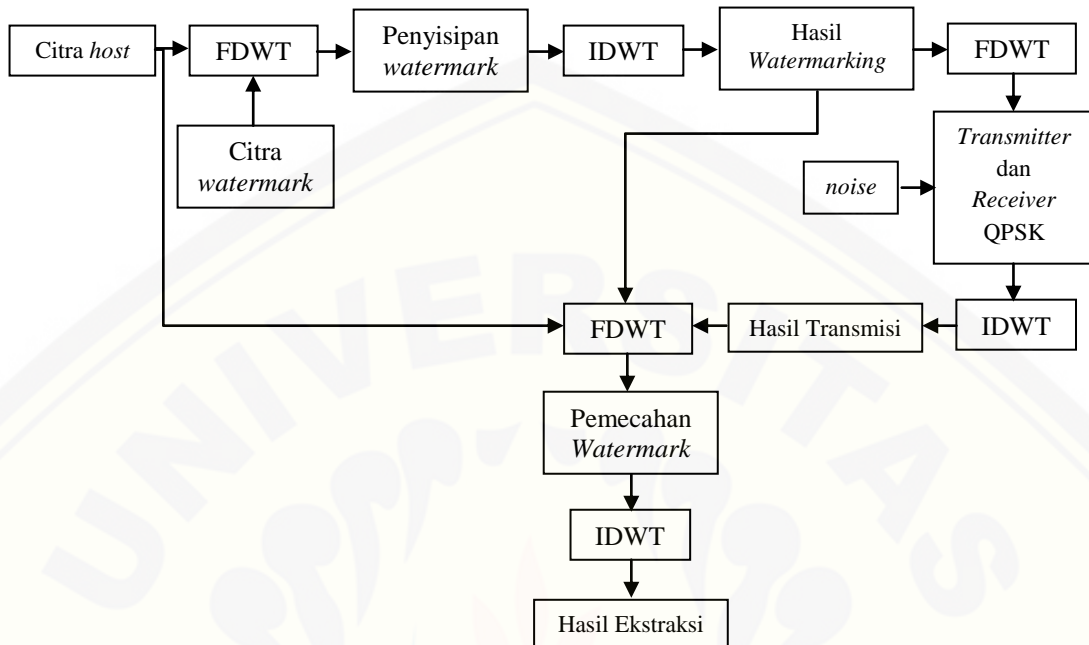 Citra host
FDWT
Penyisipan
watermark
IDWT
Hasil
Watermarking
FDWT
Citra
watermark
noise
Transmitter
dan
Receiver
QPSK
FDWT
Hasil Transmisi
IDWT
Pemecahan
Watermark
IDWT
Hasil Ekstraksi
UNIVERSITAS